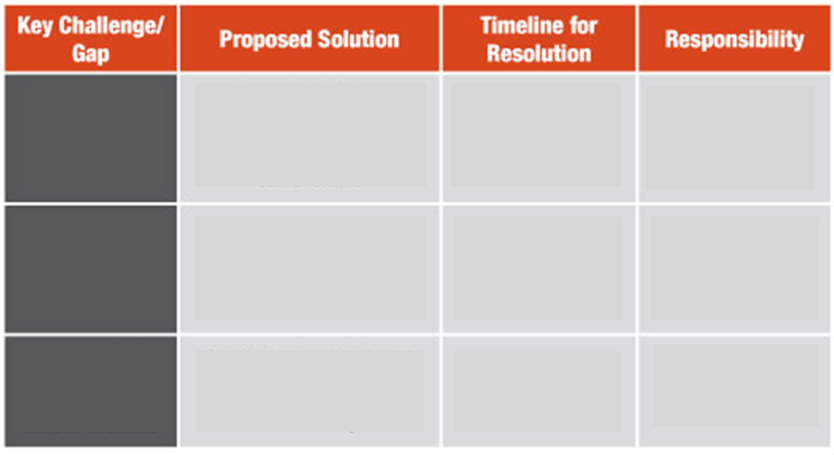 Key Challenge/
Gap
Proposed Solution
Timeline for
Resolution
Responsibility